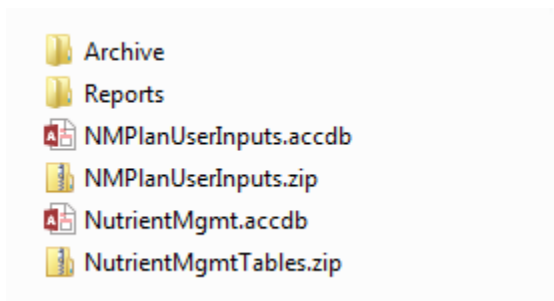 Archive
Reports
NMPlanUserInputs.accdb
NMPlanUserInputs.zip
NutrientMgmt.accdb
NutrientMgmtTables.zip